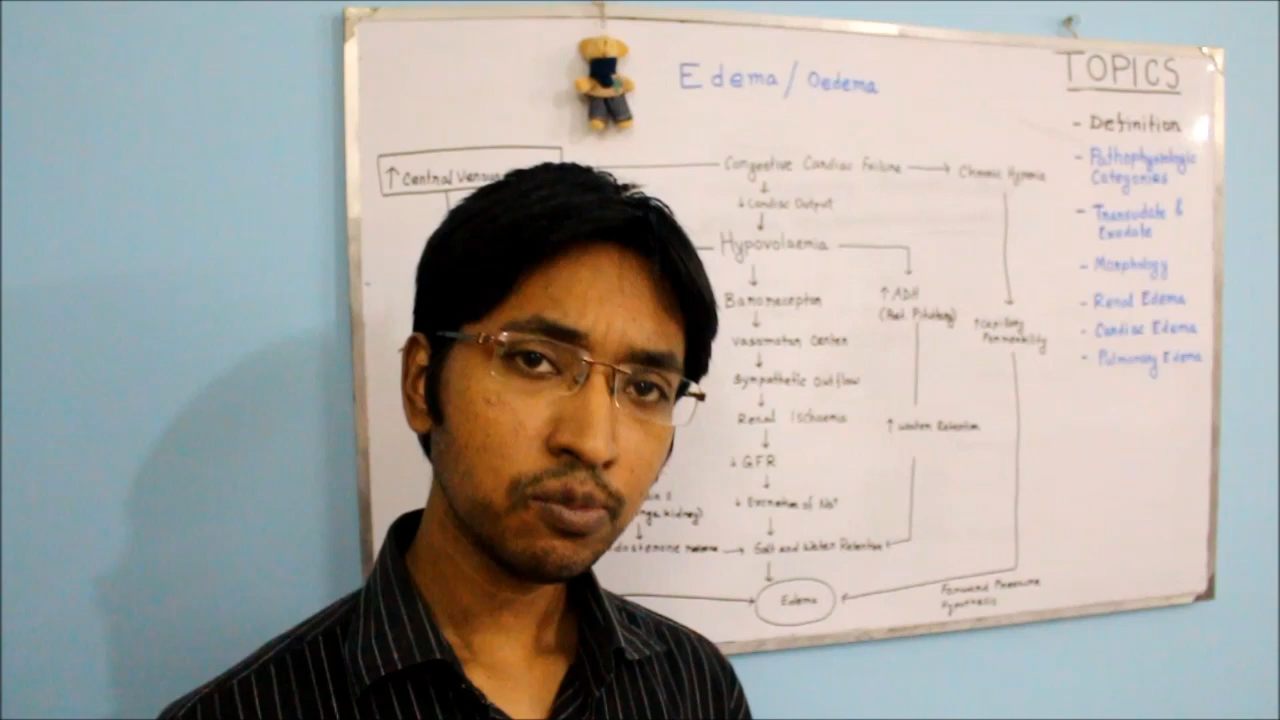 Edema / Oedema
TOPICS
- Definition
- Pathophysiologic
Categories
- Transudate &
Exudate
- Morphology
- Renal Edema
- Cardiac Edema
- Pulmonary Edema
↑ Central Venous
Congestive Cardiac Failure → Chronic Hypoxia
↓ Cardiac Output
Hypovolaemia
Baroreceptor
↑ ADH
(Post. Pituitary)
↑ Capillary
Permeability
Vasomotor Center
Sympathetic Outflow
Renal Ischaemia
↑ Water Retention
↓ GFR
↓ Excretion of Na+
kidney)
→ Salt and Water Retention
Edema
Forward Pressure
Hypothesis